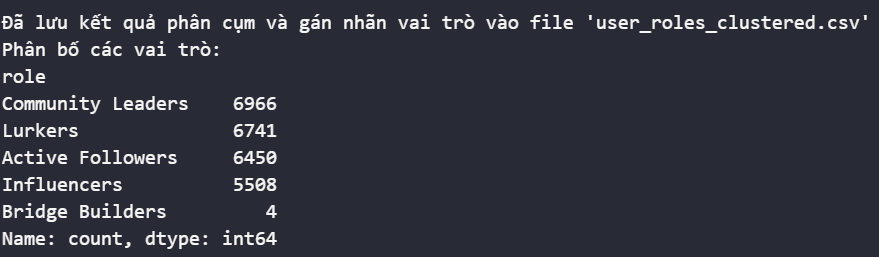 Đã lưu kết quả phân cụm và gán nhãn vai trò vào file 'user_roles_clustered.csv'
Phân bố các vai trò:
role
Community Leaders    6966
Lurkers              6741
Active Followers     6450
Influencers          5508
Bridge Builders         4
Name: count, dtype: int64